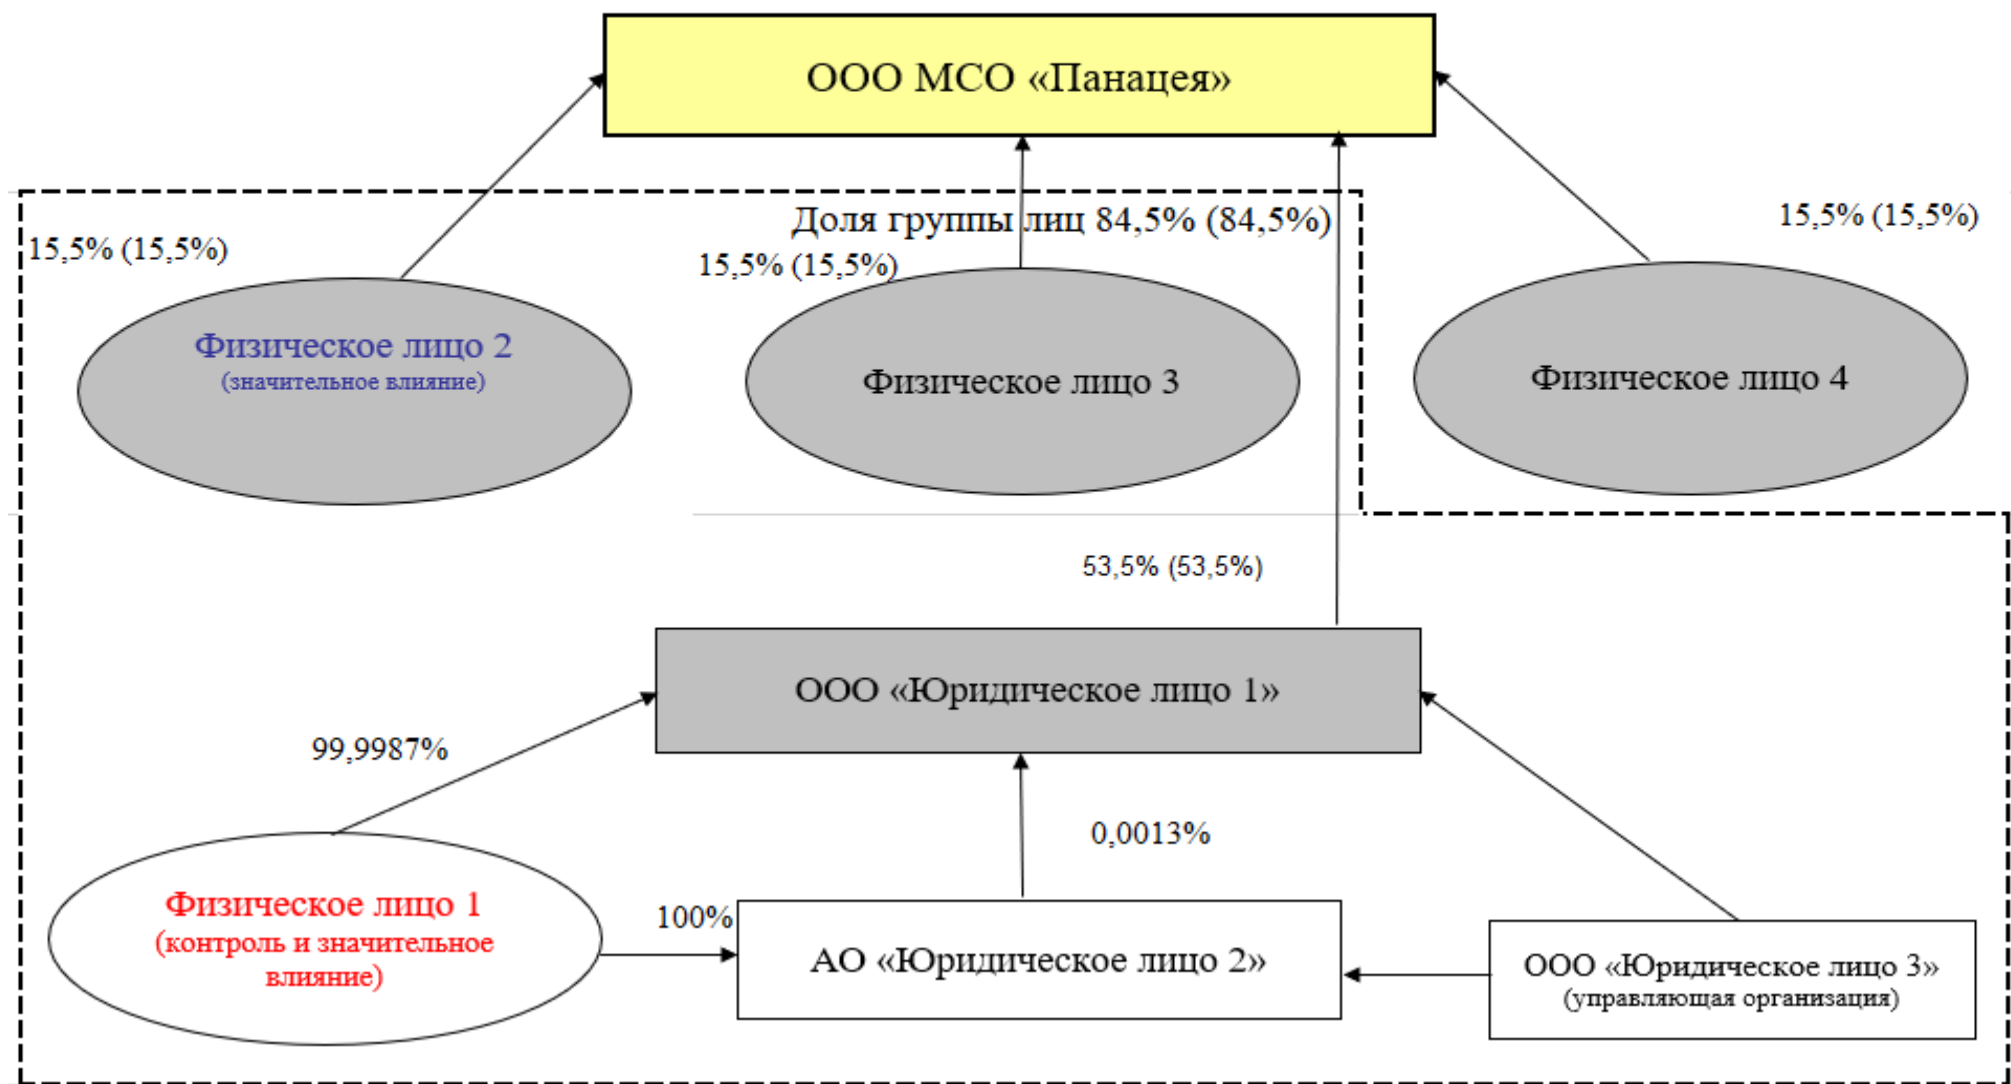 ООО МСО «Панацея»
Доля группы лиц 84,5% (84,5%)
15,5% (15,5%)
15,5% (15,5%)
15,5% (15,5%)
Физическое лицо 2
(значительное влияние)
Физическое лицо 3
Физическое лицо 4
53,5% (53,5%)
ООО «Юридическое лицо 1»
99,9987%
0,0013%
Физическое лицо 1
(контроль и значительное
влияние)
100%
АО «Юридическое лицо 2»
ООО «Юридическое лицо 3»
(управляющая организация)